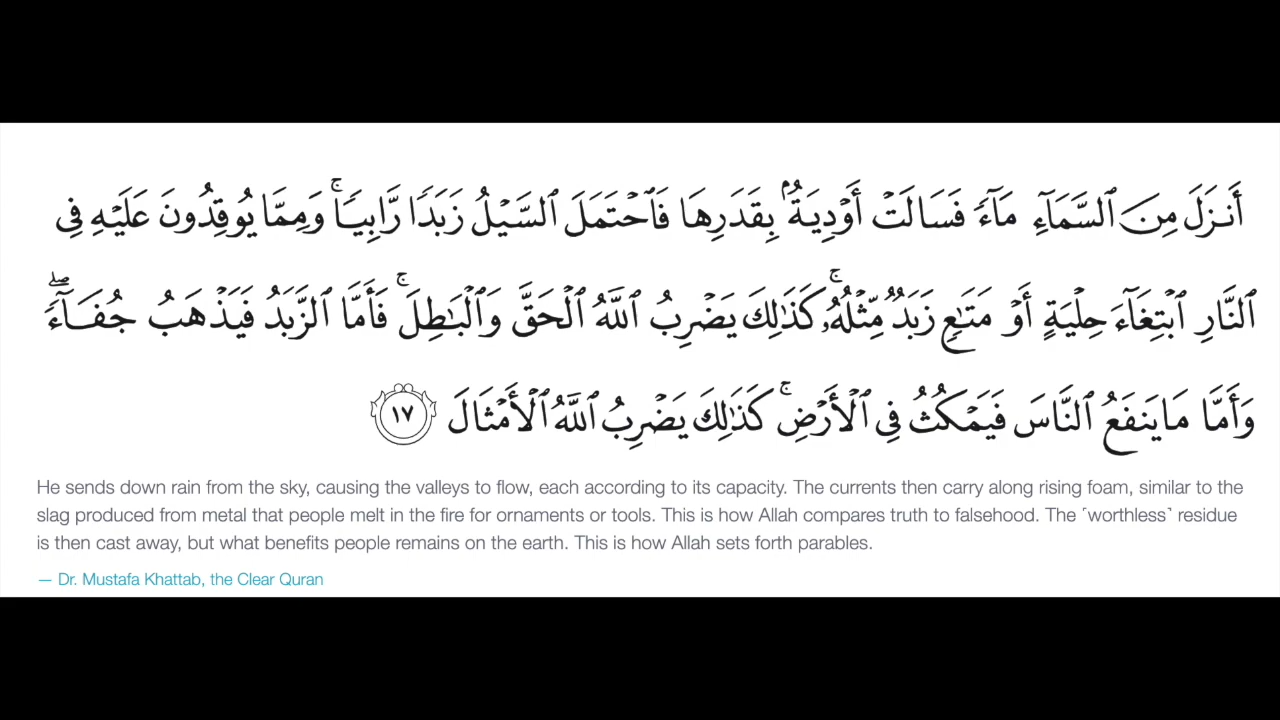 أَنزَلَ مِنَ ٱلسَّمَآءِ مَآءً فَسَالَتْ أَوْدِيَةٌۢ بِقَدَرِهَا فَٱحْتَمَلَ ٱلسَّيْلُ زَبَدًا رَّابِيًا ۚ وَمِمَّا يُوقِدُونَ عَلَيْهِ فِى
ٱلنَّارِ ٱبْتِغَآءَ حِلْيَةٍ أَوْ مَتَـٰعٍ زَبَدٌ مِّثْلُهُۥ ۚ كَذَٰلِكَ يَضْرِبُ ٱللَّهُ ٱلْحَقَّ وَٱلْبَـٰطِلَ ۚ فَأَمَّا ٱلزَّبَدُ فَيَذْهَبُ جُفَآءً ۖ
وَأَمَّا مَا يَنفَعُ ٱلنَّاسَ فَيَمْكُثُ فِى ٱلْأَرْضِ ۚ كَذَٰلِكَ يَضْرِبُ ٱللَّهُ ٱلْأَمْثَالَ ١٧
He sends down rain from the sky, causing the valleys to flow, each according to its capacity. The currents then carry along rising foam, similar to the
slag produced from metal that people melt in the fire for ornaments or tools. This is how Allah compares truth to falsehood. The ˹worthless˺ residue
is then cast away, but what benefits people remains on the earth. This is how Allah sets forth parables.
— Dr. Mustafa Khattab, the Clear Quran